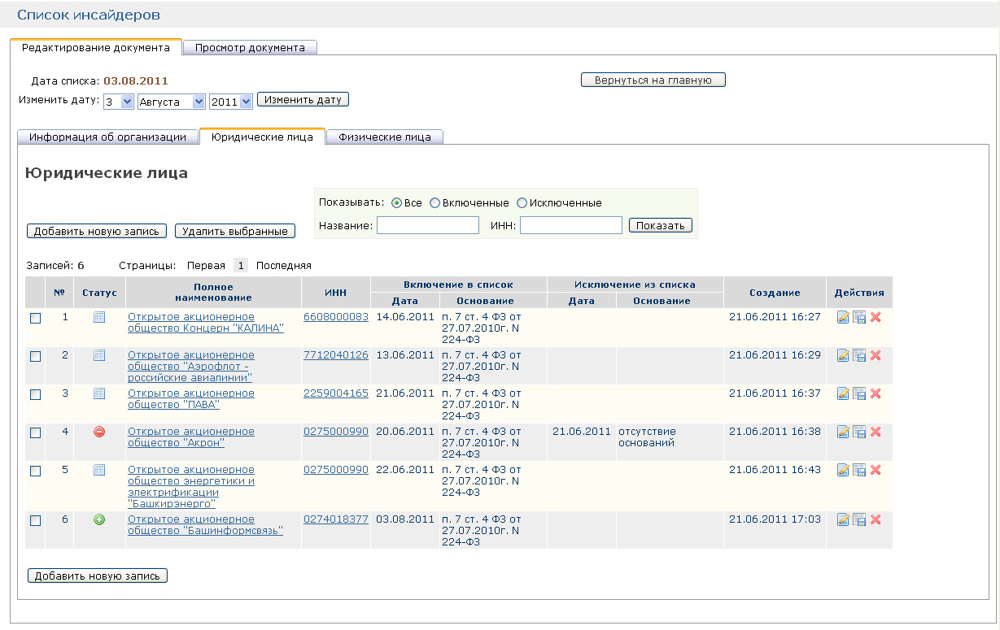 Список инсайдеров
Редактирование документа Просмотр документа
Дата списка: 03.08.2011 Вернуться на главную
Изменить дату: 3 Августа 2011 Изменить дату
Информация об организации Юридические лица Физические лица
Юридические лица
Показывать: Все Включенные Исключенные
Добавить новую запись Удалить выбранные Название: ИНН: Показать
Записей: 6 Страницы: Первая 1 Последняя
№ Статус Полное наименование ИНН Включение в список Исключение из списка Создание Действия
Дата Основание Дата Основание
1 Открытое акционерное 6608000083 14.06.2011 п. 7 ст. 4 ФЗ от 21.06.2011 16:27
общество Концерн "КАЛИНА" 27.07.2010г. N
224-ФЗ
2 Открытое акционерное 7712040126 13.06.2011 п. 7 ст. 4 ФЗ от 21.06.2011 16:29
общество "Аэрофлот - 27.07.2010г. N
российские авиалинии" 224-ФЗ
3 Открытое акционерное 2259004165 21.06.2011 п. 7 ст. 4 ФЗ от 21.06.2011 16:37
общество "ПАВА" 27.07.2010г. N
224-ФЗ
4 Открытое акционерное 0275000990 20.06.2011 п. 7 ст. 4 ФЗ от 21.06.2011 отсутствие 21.06.2011 16:38
общество "Акрон" 27.07.2010г. N оснований
224-ФЗ
5 Открытое акционерное 0275000990 22.06.2011 п. 7 ст. 4 ФЗ от 21.06.2011 16:43
общество энергетики и 27.07.2010г. N
электрификации 224-ФЗ
"Башкирэнерго"
6 Открытое акционерное 0274018377 03.08.2011 п. 7 ст. 4 ФЗ от 21.06.2011 17:03
общество "Башинформсвязь" 27.07.2010г. N
224-ФЗ
Добавить новую запись